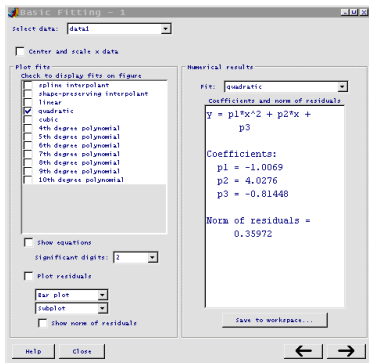 Basic Fitting - 1
Select data: data1
Center and scale x data
Plot fits
Check to display fits on figure
spline interpolant
shape-preserving interpolant
linear
quadratic
cubic
4th degree polynomial
5th degree polynomial
6th degree polynomial
7th degree polynomial
8th degree polynomial
9th degree polynomial
10th degree polynomial
Show equations
Significant digits: 2
Plot residuals
Bar plot
Subplot
Show norm of residuals
Numerical results
Fit: quadratic
Coefficients and norm of residuals
y = p1*x^2 + p2*x +
p3
Coefficients:
p1 = -1.0069
p2 = 4.0276
p3 = -0.81448
Norm of residuals =
0.35972
Save to workspace...
Help
Close